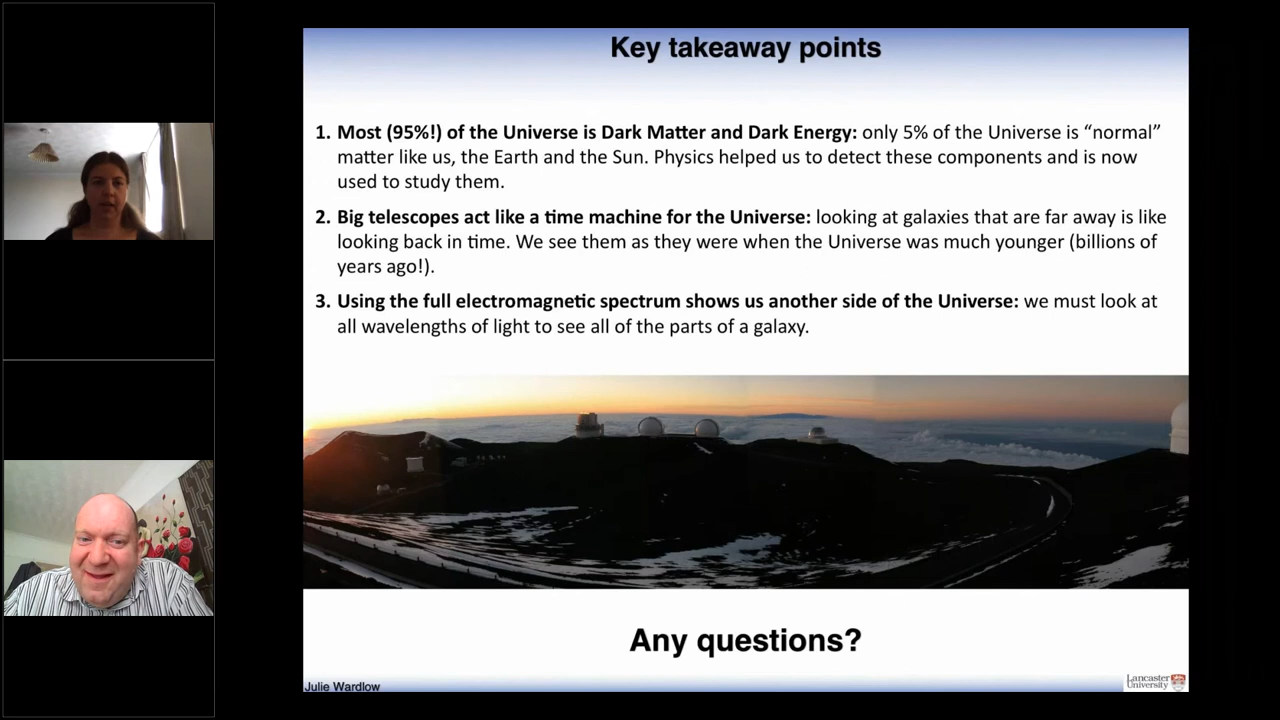 Key takeaway points
1. Most (95%!) of the Universe is Dark Matter and Dark Energy: only 5% of the Universe is “normal”
matter like us, the Earth and the Sun. Physics helped us to detect these components and is now
used to study them.
2. Big telescopes act like a time machine for the Universe: looking at galaxies that are far away is like
looking back in time. We see them as they were when the Universe was much younger (billions of
years ago!).
3. Using the full electromagnetic spectrum shows us another side of the Universe: we must look at
all wavelengths of light to see all of the parts of a galaxy.
Any questions?
Julie Wardlow
Lancaster
University